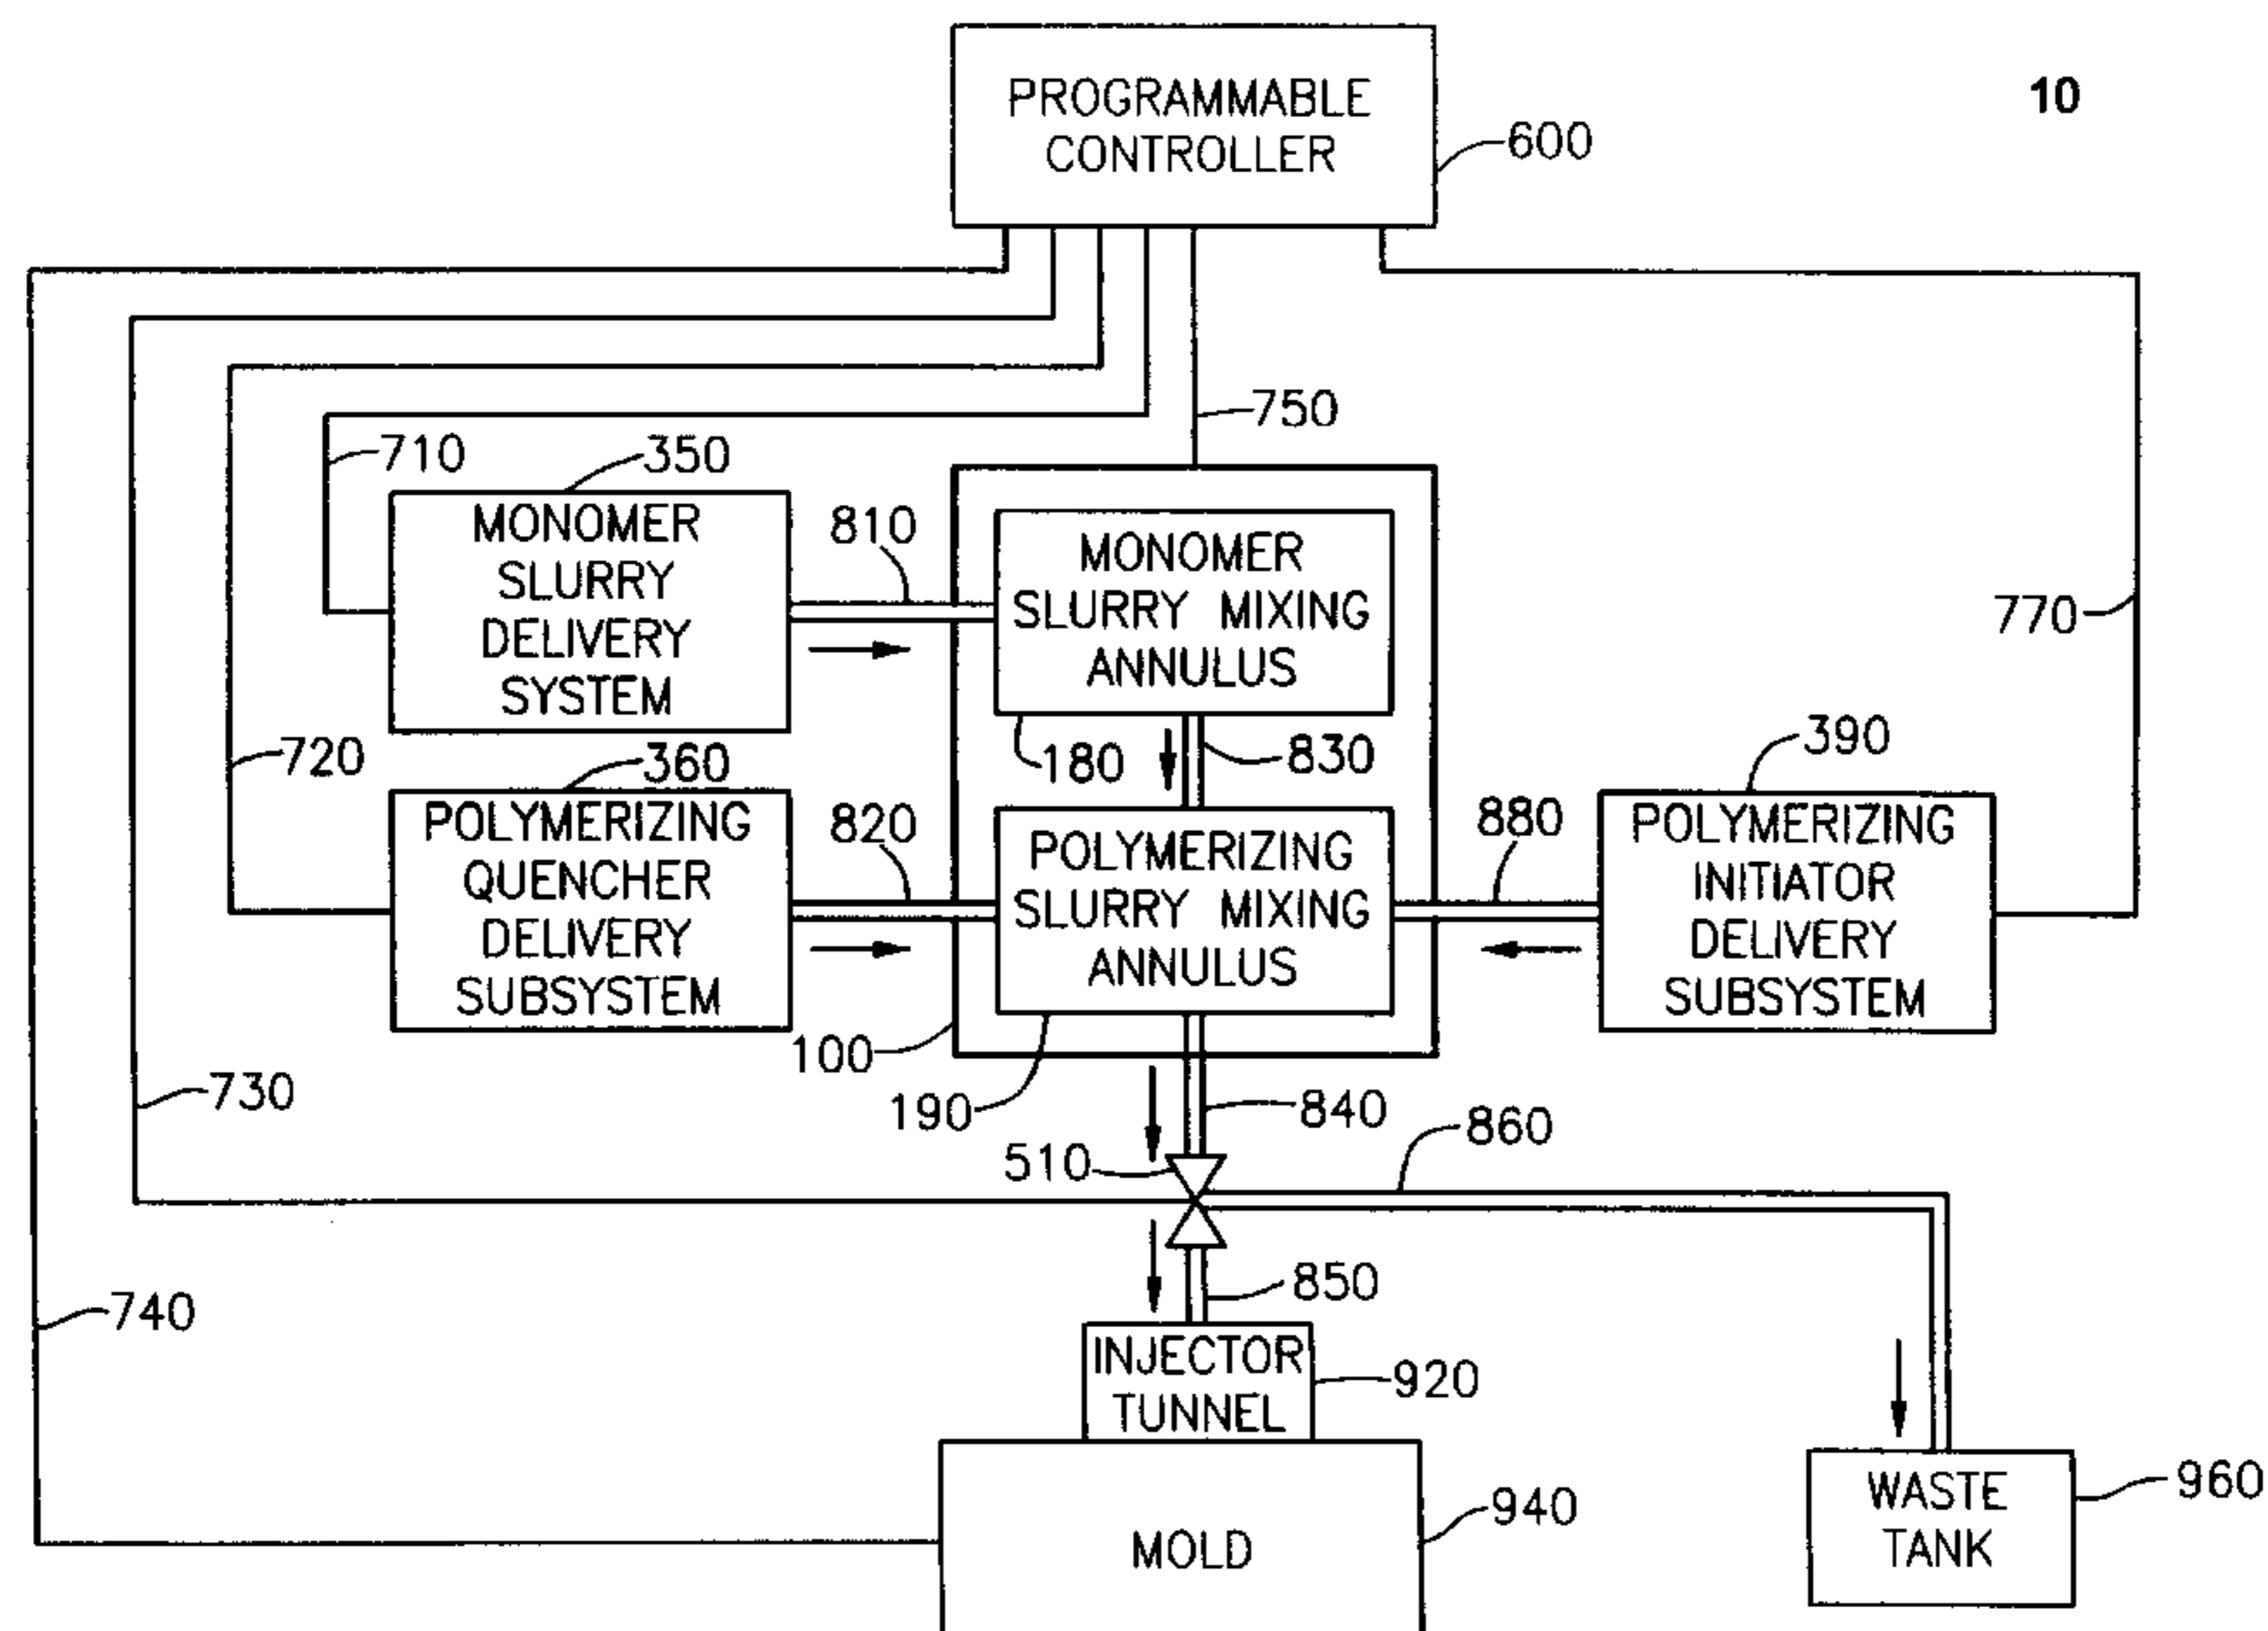 PROGRAMMABLE
CONTROLLER
10
600
750
710
350
MONOMER
SLURRY
DELIVERY
SYSTEM
810
MONOMER
SLURRY MIXING
ANNULUS
770
720
360
180
830
390
POLYMERIZING
QUENCHER
DELIVERY
SUBSYSTEM
820
POLYMERIZING
SLURRY MIXING
ANNULUS
880
POLYMERIZING
INITIATOR
DELIVERY
SUBSYSTEM
100
730
190
840
860
510
850
740
INJECTOR
TUNNEL
920
MOLD
940
WASTE
TANK
960